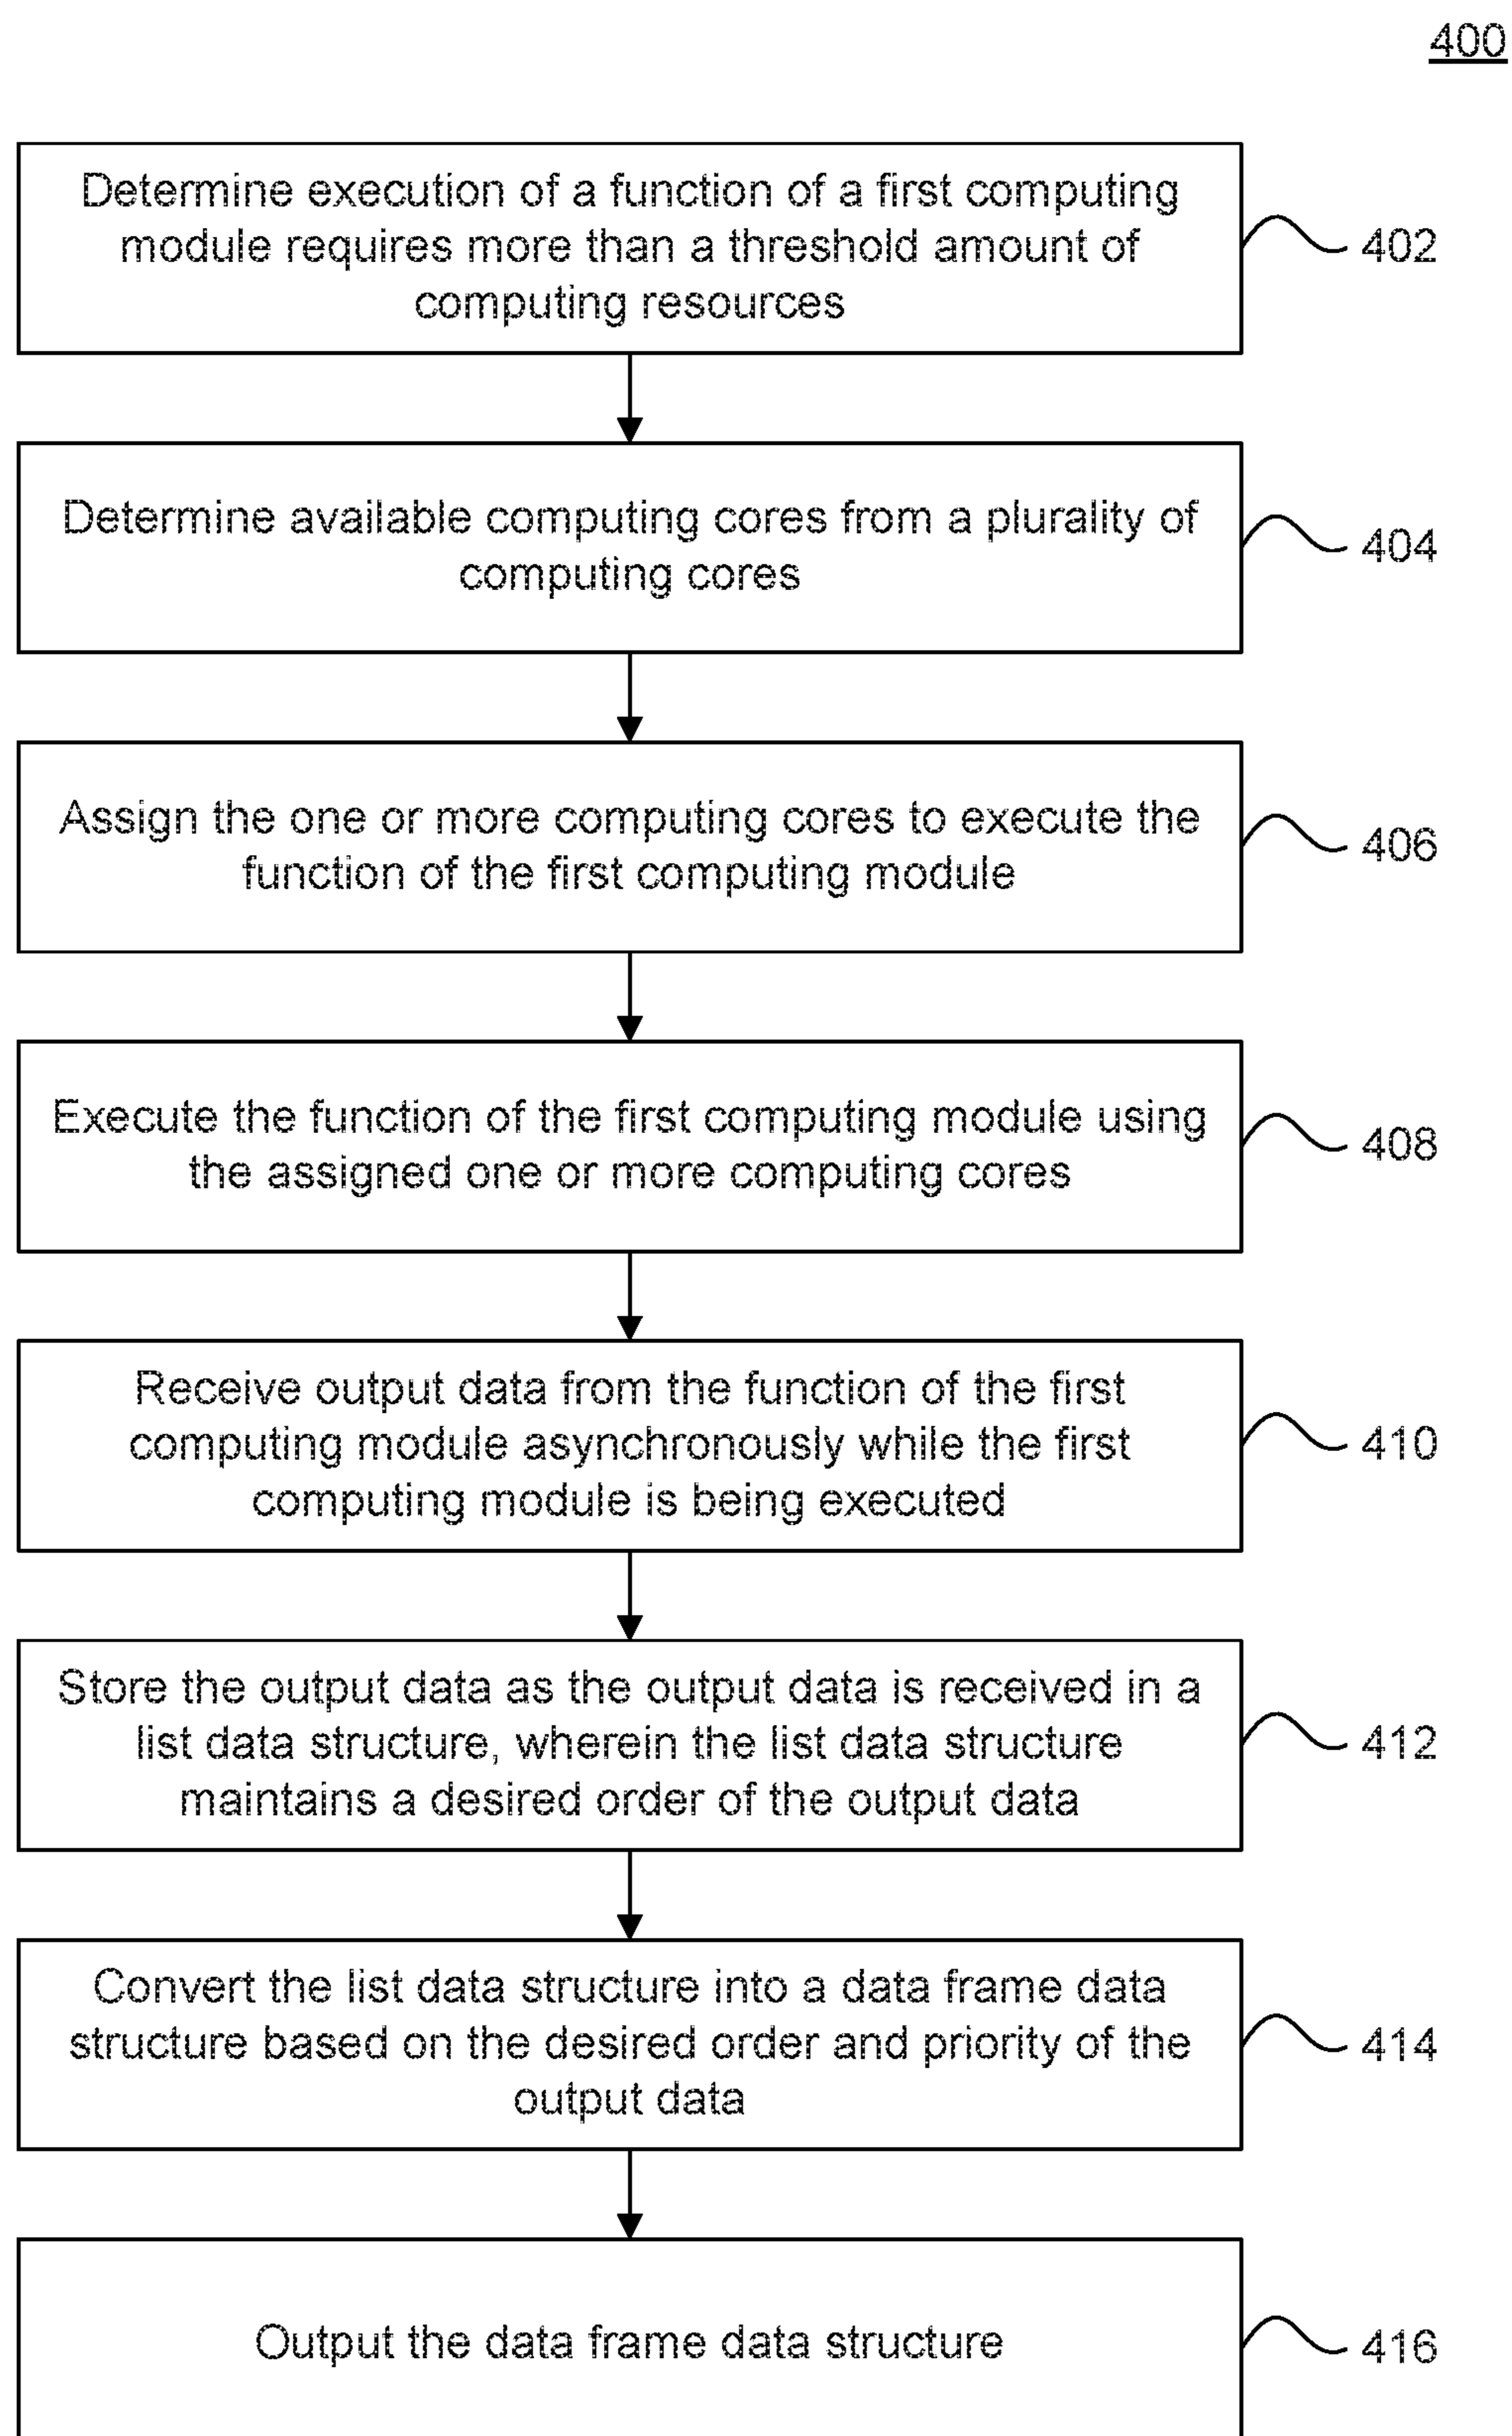 400
Determine execution of a function of a first computing
module requires more than a threshold amount of
computing resources
402
Determine available computing cores from a plurality of
computing cores
404
Assign the one or more computing cores to execute the
function of the first computing module
406
Execute the function of the first computing module using
the assigned one or more computing cores
408
Receive output data from the function of the first
computing module asynchronously while the first
computing module is being executed
410
Store the output data as the output data is received in a
list data structure, wherein the list data structure
maintains a desired order of the output data
412
Convert the list data structure into a data frame data
structure based on the desired order and priority of the
output data
414
Output the data frame data structure
416